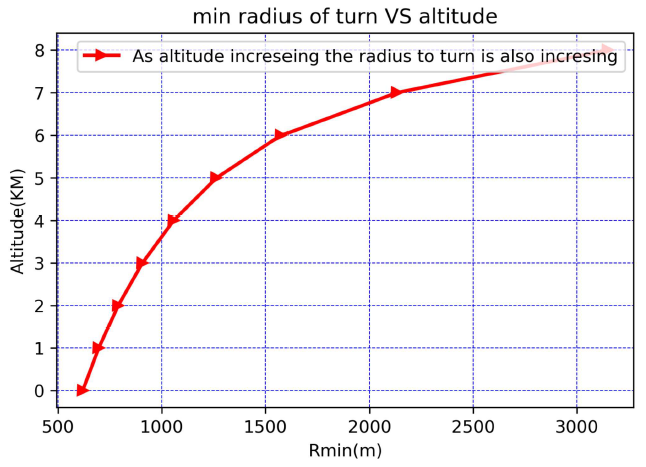 min radius of turn VS altitude
As altitude increseing the radius to turn is also incresing
8
7
6
5
4
3
2
1
0
Altitude(KM)
500 1000 1500 2000 2500 3000
Rmin(m)